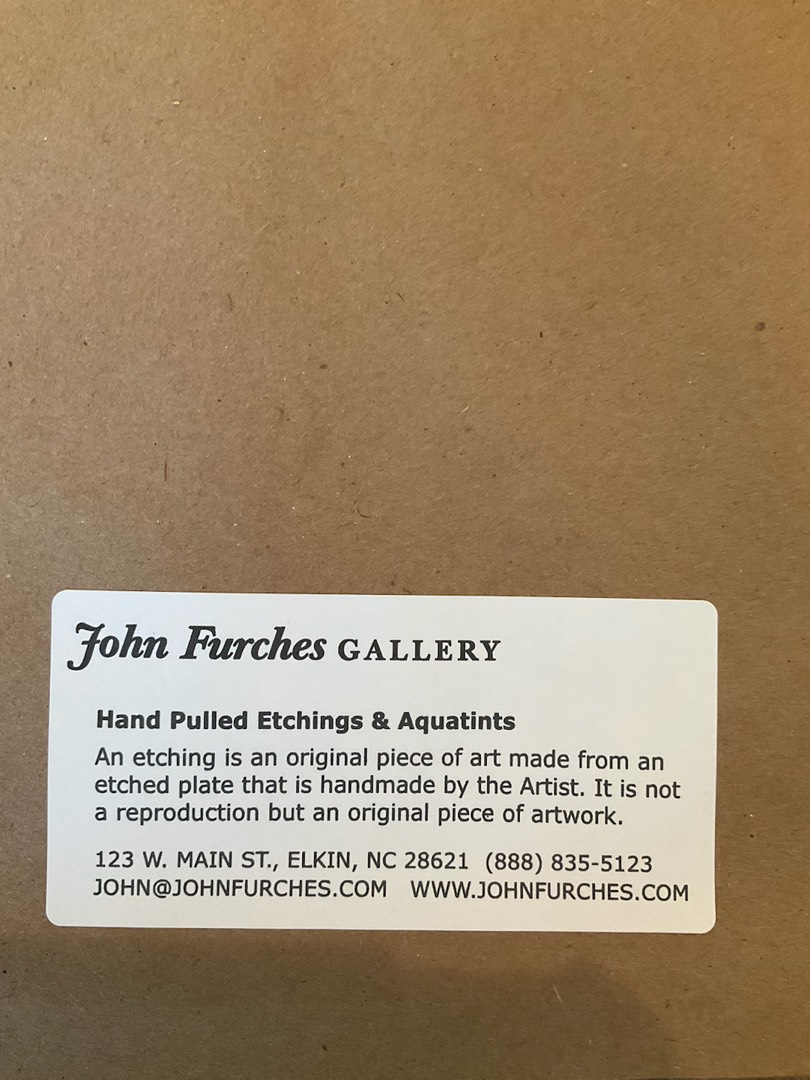 John Furches GALLERY
Hand Pulled Etchings & Aquatints
An etching is an original piece of art made from an
etched plate that is handmade by the Artist. It is not
a reproduction but an original piece of artwork.
123 W. MAIN ST., ELKIN, NC 28621 (888) 835-5123
JOHN@JOHNFURCHES.COM WWW.JOHNFURCHES.COM